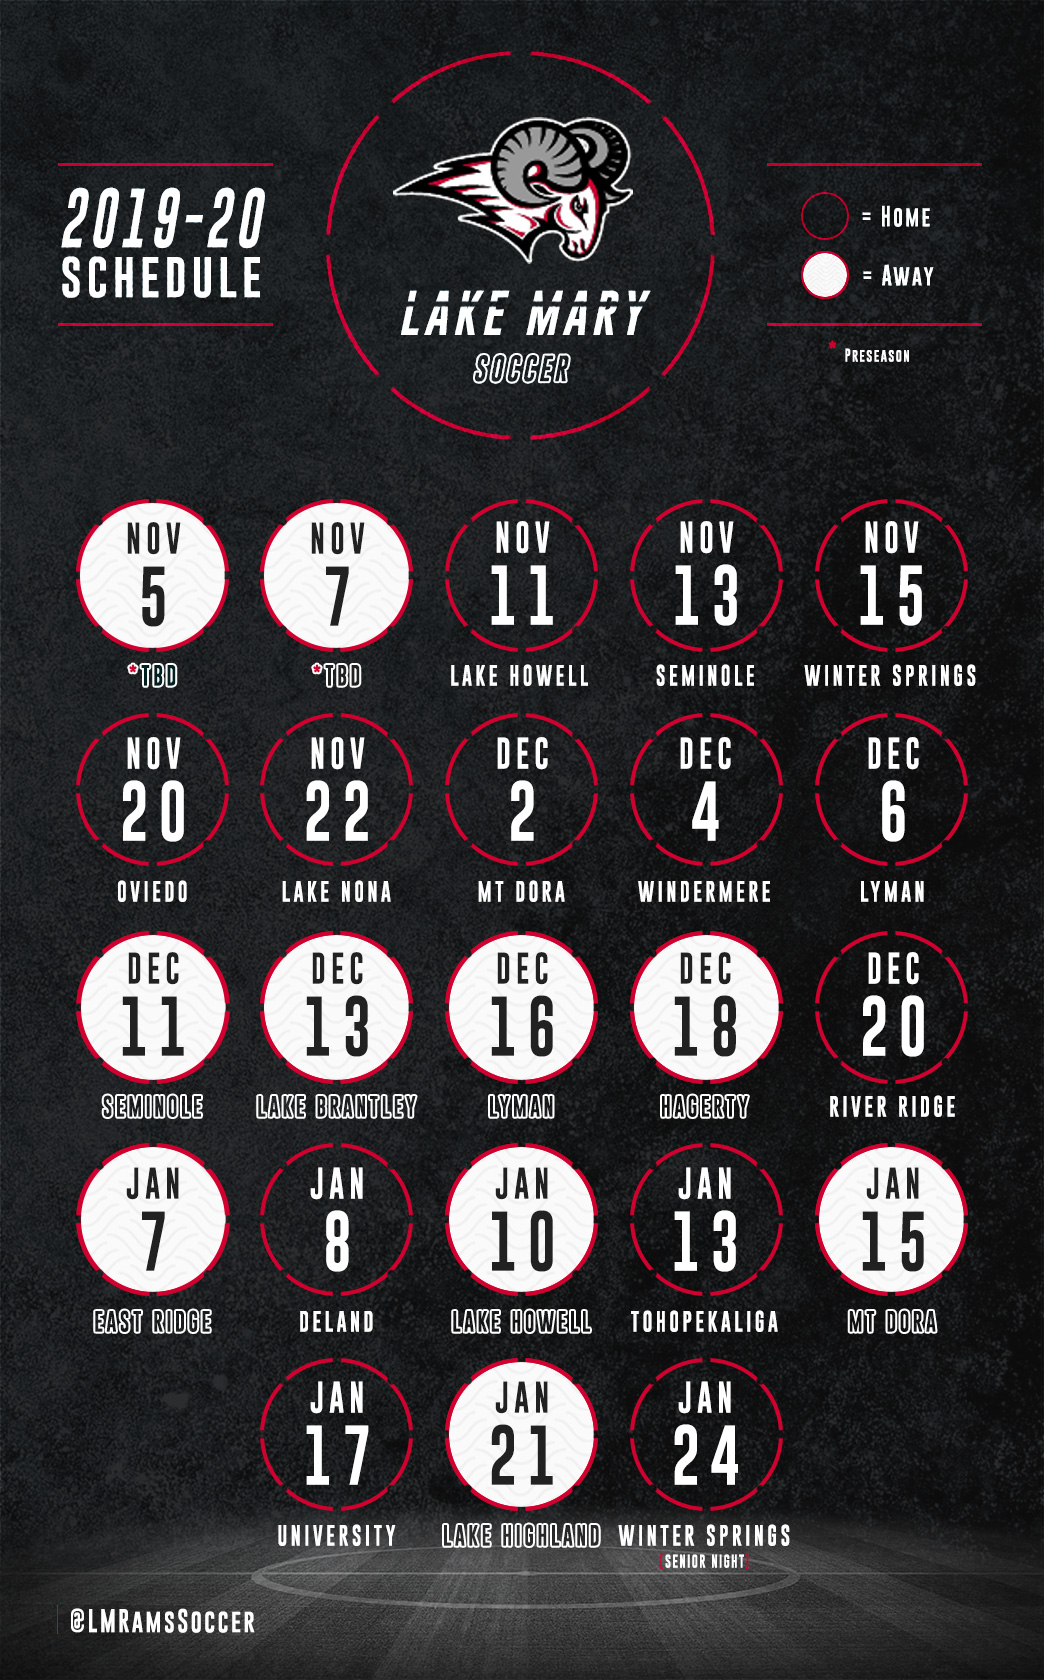 2019-20
SCHEDULE
LAKE MARY
SOCCER
= HOME
= AWAY
* PRESEASON
NOV
5
*TBD
NOV
7
*TBD
NOV
11
LAKE HOWELL
NOV
13
SEMINOLE
NOV
15
WINTER SPRINGS
NOV
20
OVIEDO
NOV
22
LAKE NONA
DEC
2
MT DORA
DEC
4
WINDERMERE
DEC
6
LYMAN
DEC
11
SEMINOLE
DEC
13
LAKE BRANTLEY
DEC
16
LYMAN
DEC
18
HAGERTY
DEC
20
RIVER RIDGE
JAN
7
EAST RIDGE
JAN
8
DELAND
JAN
10
LAKE HOWELL
JAN
13
TOHOPEKALIGA
JAN
15
MT DORA
JAN
17
UNIVERSITY
JAN
21
LAKE HIGHLAND
JAN
24
WINTER SPRINGS
[SENIOR NIGHT]
@LMRAMSSOCCER